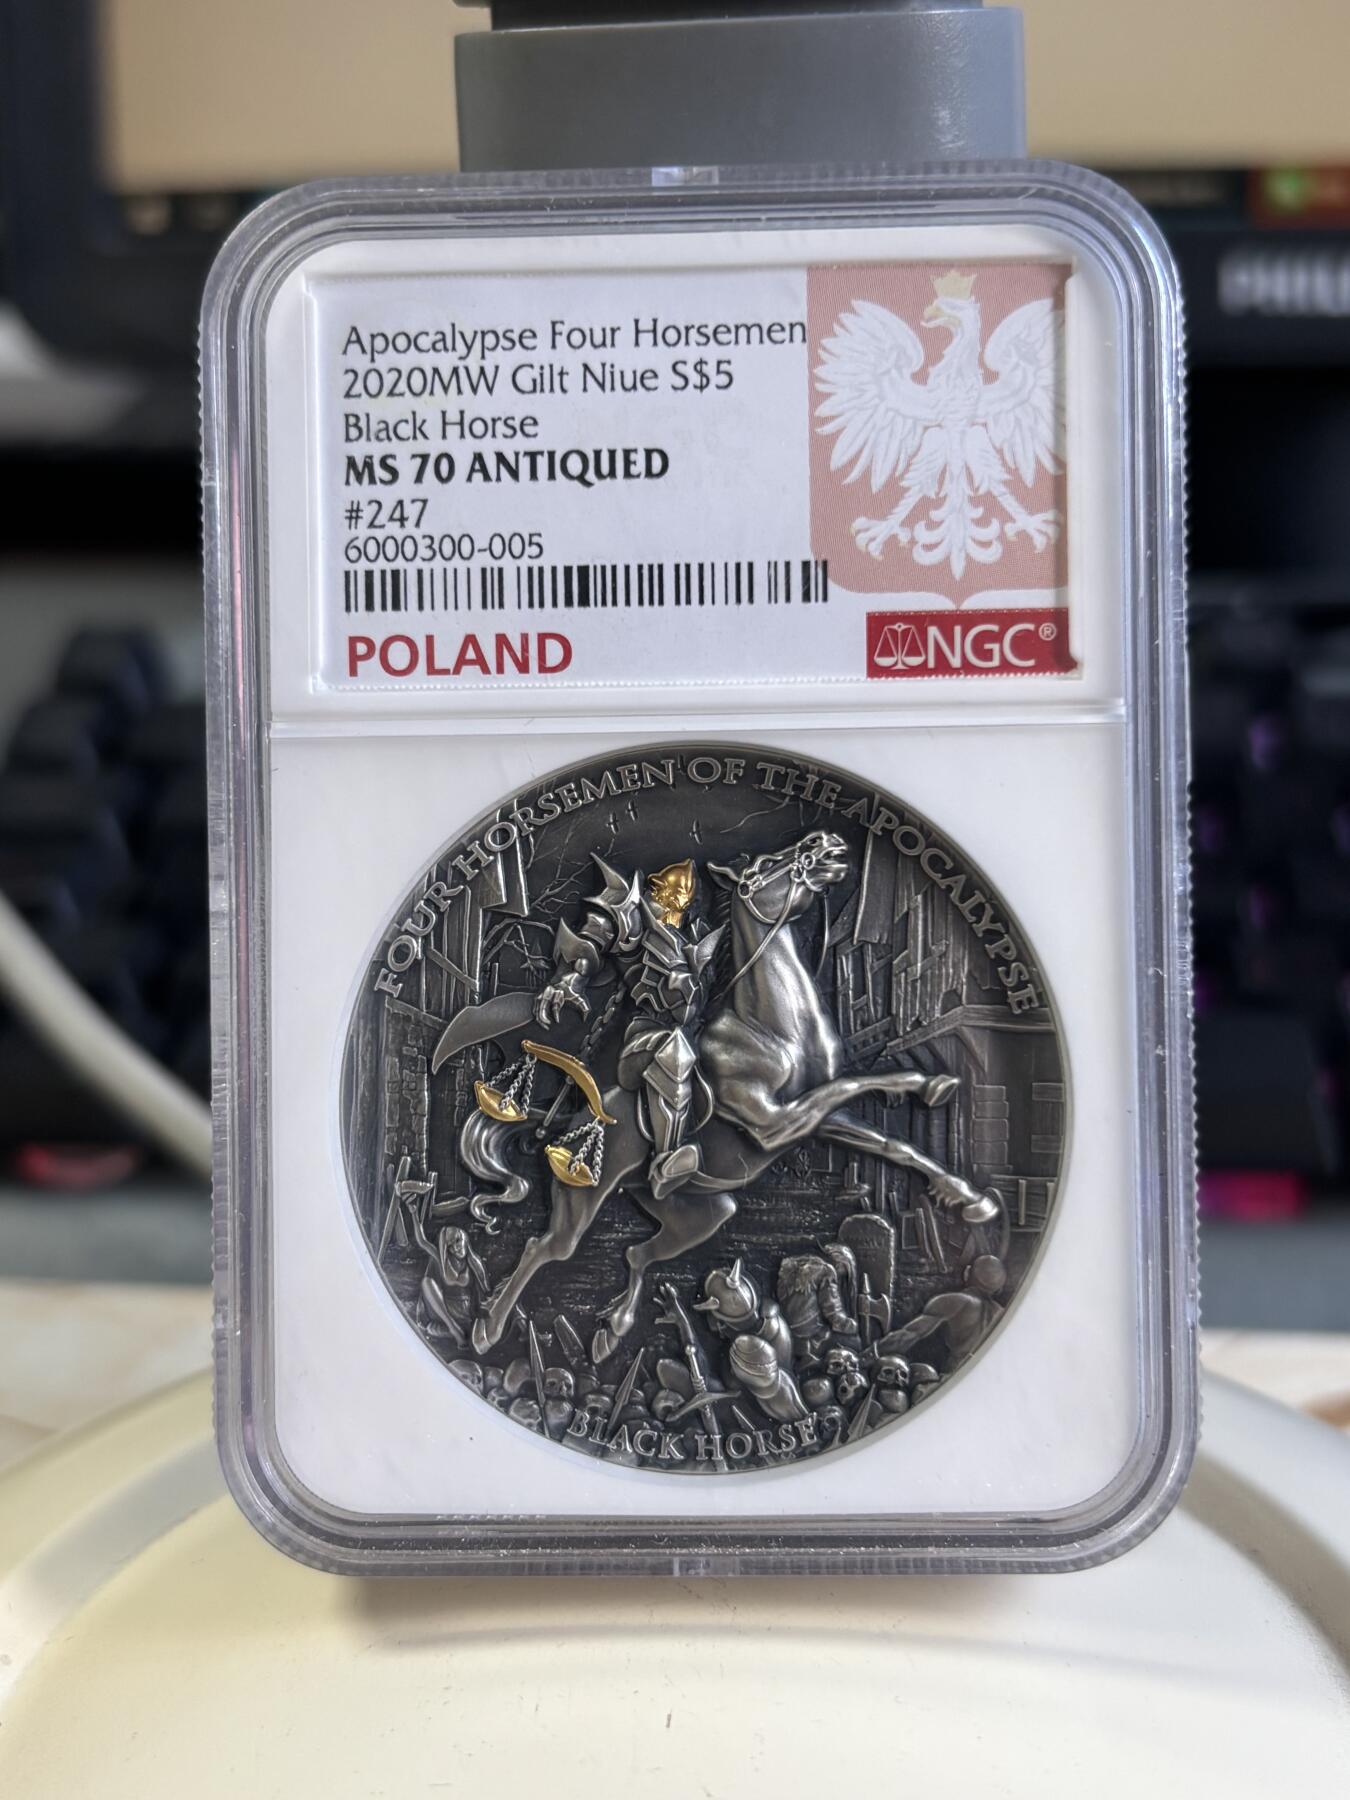 Apocalypse Four Horsemen
2020MW Gilt Niue S$5
Black Horse
MS 70 ANTIQUED
#247
6000300-005
POLAND
NGC®
FOUR HORSEMEN OF THE APOCALYPSE
BLACK HORSE